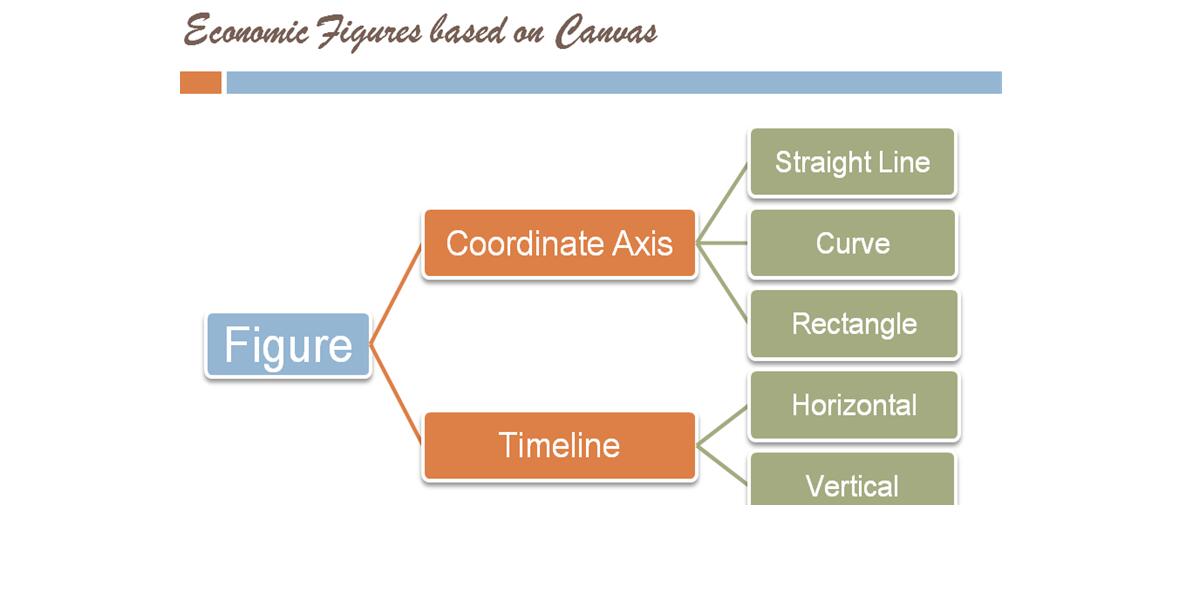 Economic Figures based on Canvas
Straight Line
Coordinate Axis
Curve
Rectangle
Figure
Horizontal
Timeline
Vertical